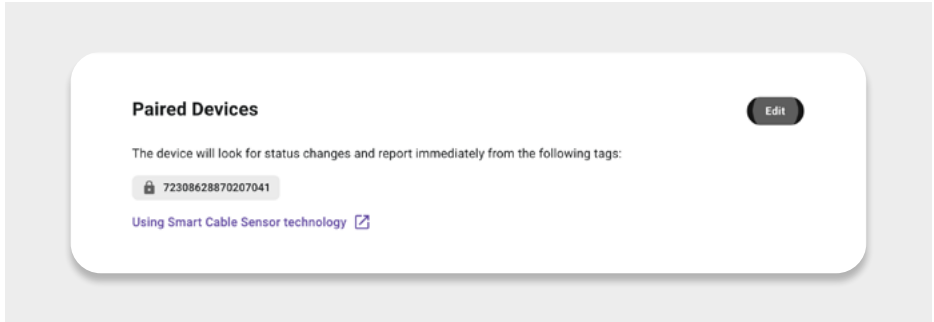 Paired Devices
Edit
The device will look for status changes and report immediately from the following tags:
72308628870207041
Using Smart Cable Sensor technology